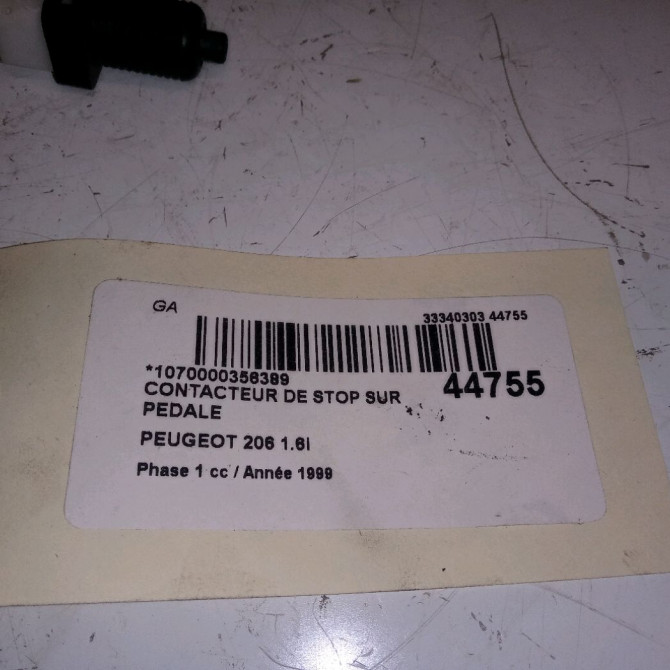 GA
33340303 44755
*1070000356389
44755
CONTACTEUR DE STOP SUR
PEDALE
PEUGEOT 206 1.6I
Phase 1 cc / Année 1999